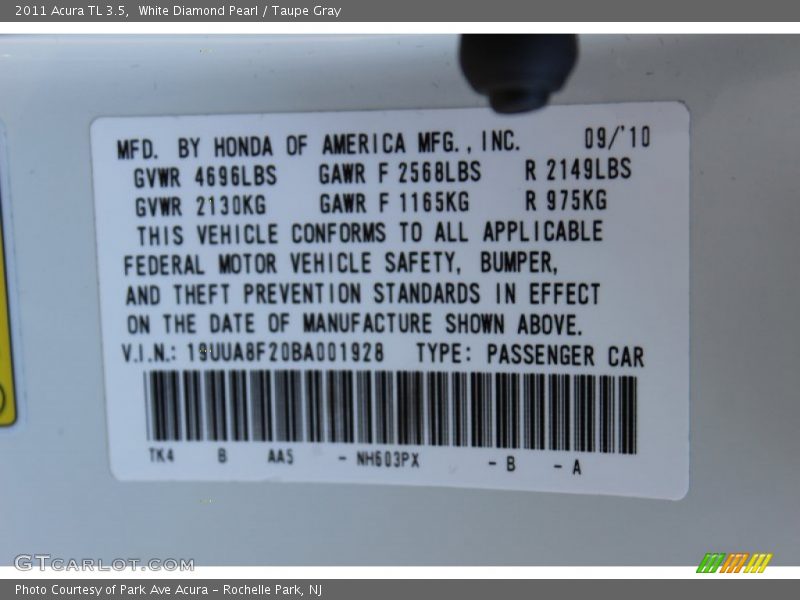 2011 Acura TL 3.5,  White Diamond Pearl / Taupe Gray
MFD. BY HONDA OF AMERICA MFG., INC. 09/'10
GVWR 4696LBS GAWR F 2568LBS R 2149LBS
GVWR 2130KG GAWR F 1165KG R 975KG
THIS VEHICLE CONFORMS TO ALL APPLICABLE
FEDERAL MOTOR VEHICLE SAFETY, BUMPER,
AND THEFT PREVENTION STANDARDS IN EFFECT
ON THE DATE OF MANUFACTURE SHOWN ABOVE.
V.I.N.: 19UUA8F20BA001928 TYPE: PASSENGER CAR
TK4 B AA5 - NH603PX - B - A
GTCARLOT.COM
Photo Courtesy of Park Ave Acura - Rochelle Park, NJ